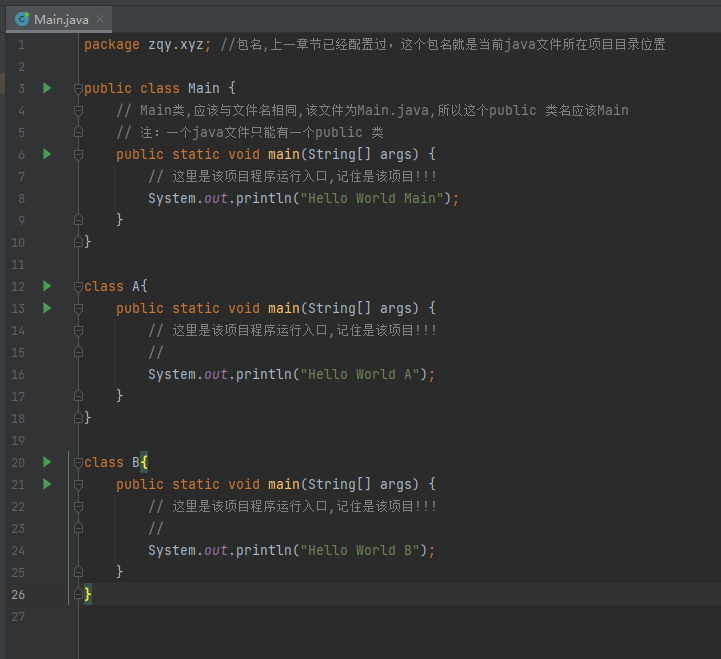 Main.java
1 package zqy.xyz; //包名,上一章节已经配置过，这个包名就是当前java文件所在项目目录位置
2
3 public class Main {
4 // Main类,应该与文件名相同,该文件为Main.java,所以这个public 类名应该Main
5 // 注：一个java文件只能有一个public 类
6 public static void main(String[] args) {
7 // 这里是该项目程序运行入口,记住是该项目!!!
8 System.out.println("Hello World Main");
9 }
10 }
11
12 class A{
13 public static void main(String[] args) {
14 // 这里是该项目程序运行入口,记住是该项目!!!
15 //
16 System.out.println("Hello World A");
17 }
18 }
19
20 class B{
21 public static void main(String[] args) {
22 // 这里是该项目程序运行入口,记住是该项目!!!
23 //
24 System.out.println("Hello World B");
25 }
26 }
27